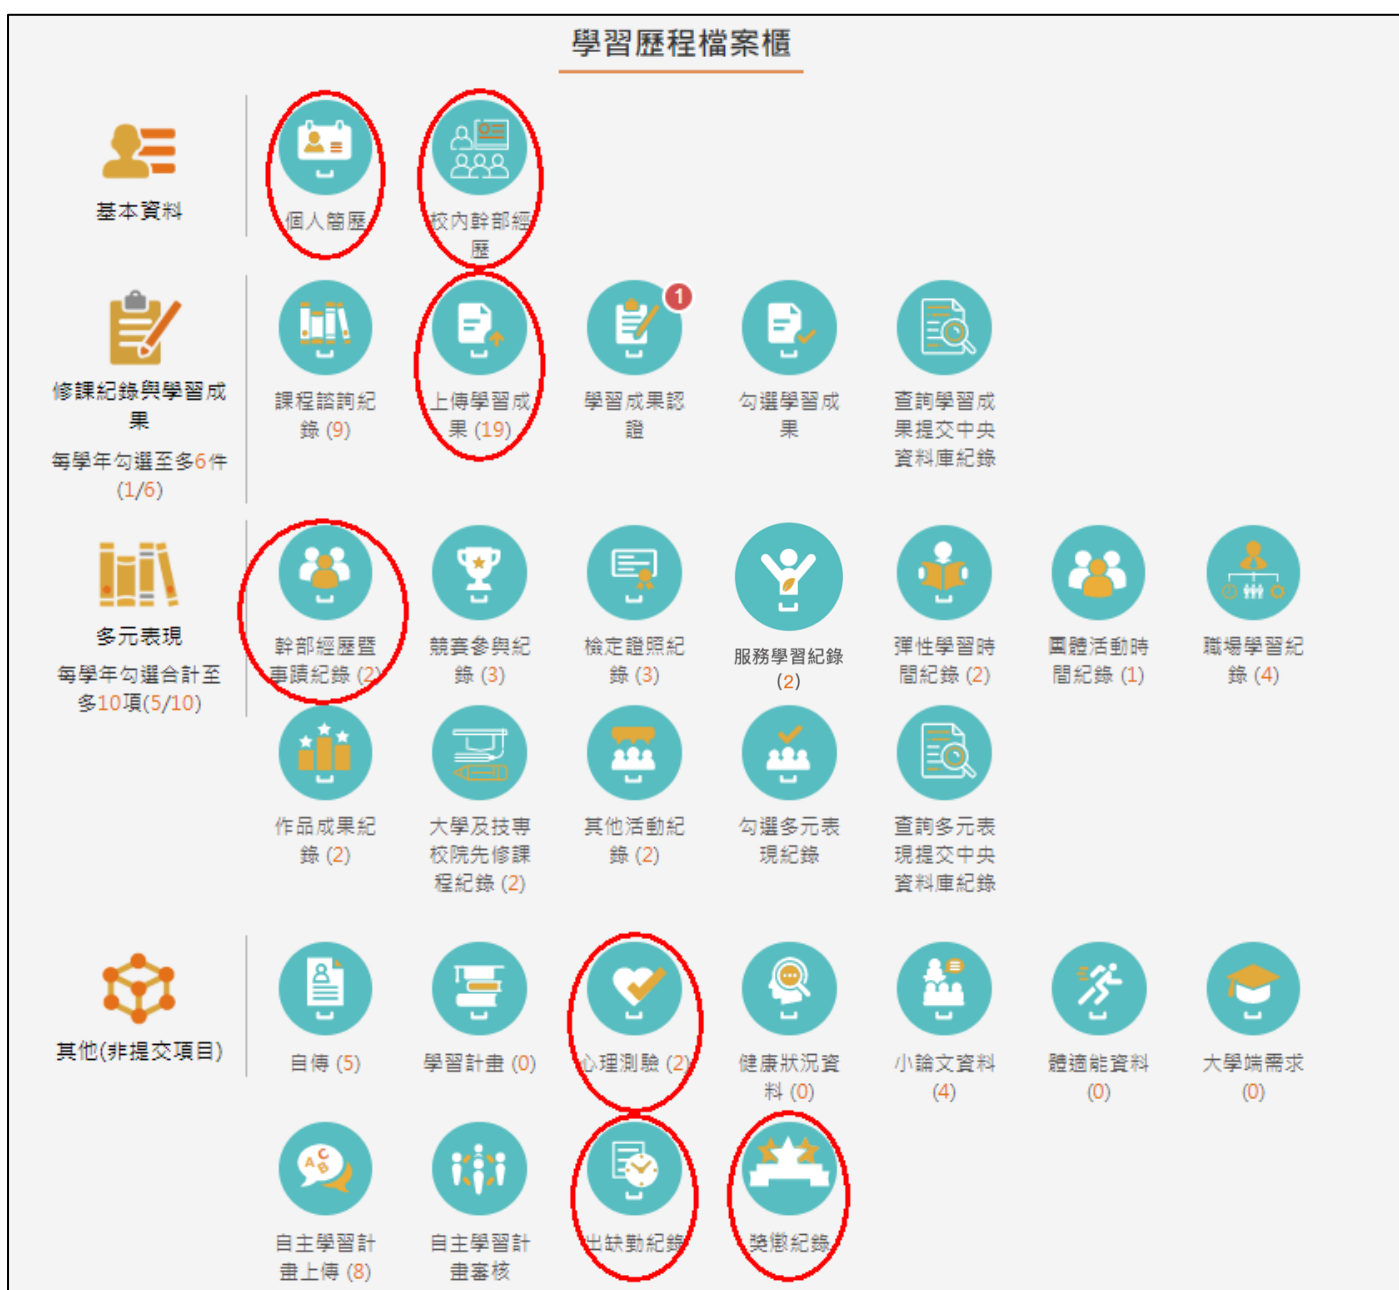 學習歷程檔案櫃
基本資料
個人簡歷
校內幹部經
歷
修課紀錄與學習成
果
每學年勾選至多6件
(1/6)
課程諮詢紀
錄 (9)
上傳學習成
果 (19)
1
學習成果認
證
勾選學習成
果
查詢學習成
果提交中央
資料庫紀錄
多元表現
每學年勾選合計至
多10項(5/10)
幹部經歷暨
事蹟紀錄 (2)
競賽參與紀
錄 (3)
檢定證照紀
錄 (3)
服務學習紀錄
(2)
彈性學習時
間紀錄 (2)
團體活動時
間紀錄 (1)
職場學習紀
錄 (4)
作品成果紀
錄 (2)
大學及技專
校院先修課
程紀錄 (2)
其他活動紀
錄 (2)
勾選多元表
現紀錄
查詢多元表
現提交中央
資料庫紀錄
其他(非提交項目)
自傳 (5)
學習計畫 (0)
心理測驗 (2)
健康狀況資
料 (0)
小論文資料
(4)
體適能資料
(0)
大學端需求
(0)
A C
B
自主學習計
畫上傳 (8)
自主學習計
畫審核
出缺勤紀錄
獎懲紀錄